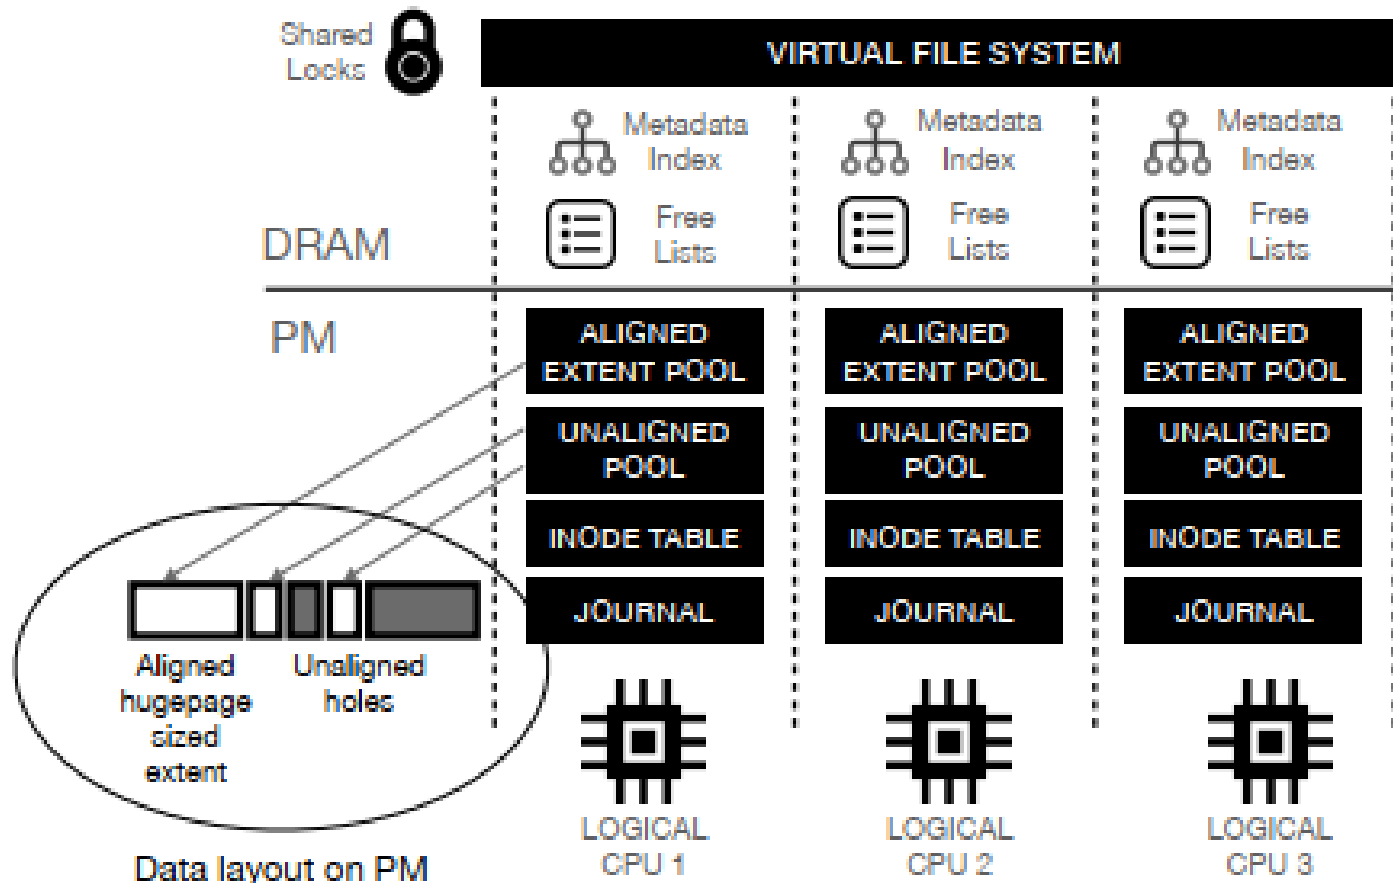 Shared
Locks
VIRTUAL FILE SYSTEM
Metadata
Index
Metadata
Index
Metadata
Index
Free
Lists
Free
Lists
Free
Lists
DRAM
PM
ALIGNED
EXTENT POOL
ALIGNED
EXTENT POOL
ALIGNED
EXTENT POOL
UNALIGNED
POOL
UNALIGNED
POOL
UNALIGNED
POOL
INODE TABLE
INODE TABLE
INODE TABLE
JOURNAL
JOURNAL
JOURNAL
Aligned
hugepage
sized
extent
Unaligned
holes
LOGICAL
CPU 1
LOGICAL
CPU 2
LOGICAL
CPU 3
Data layout on PM